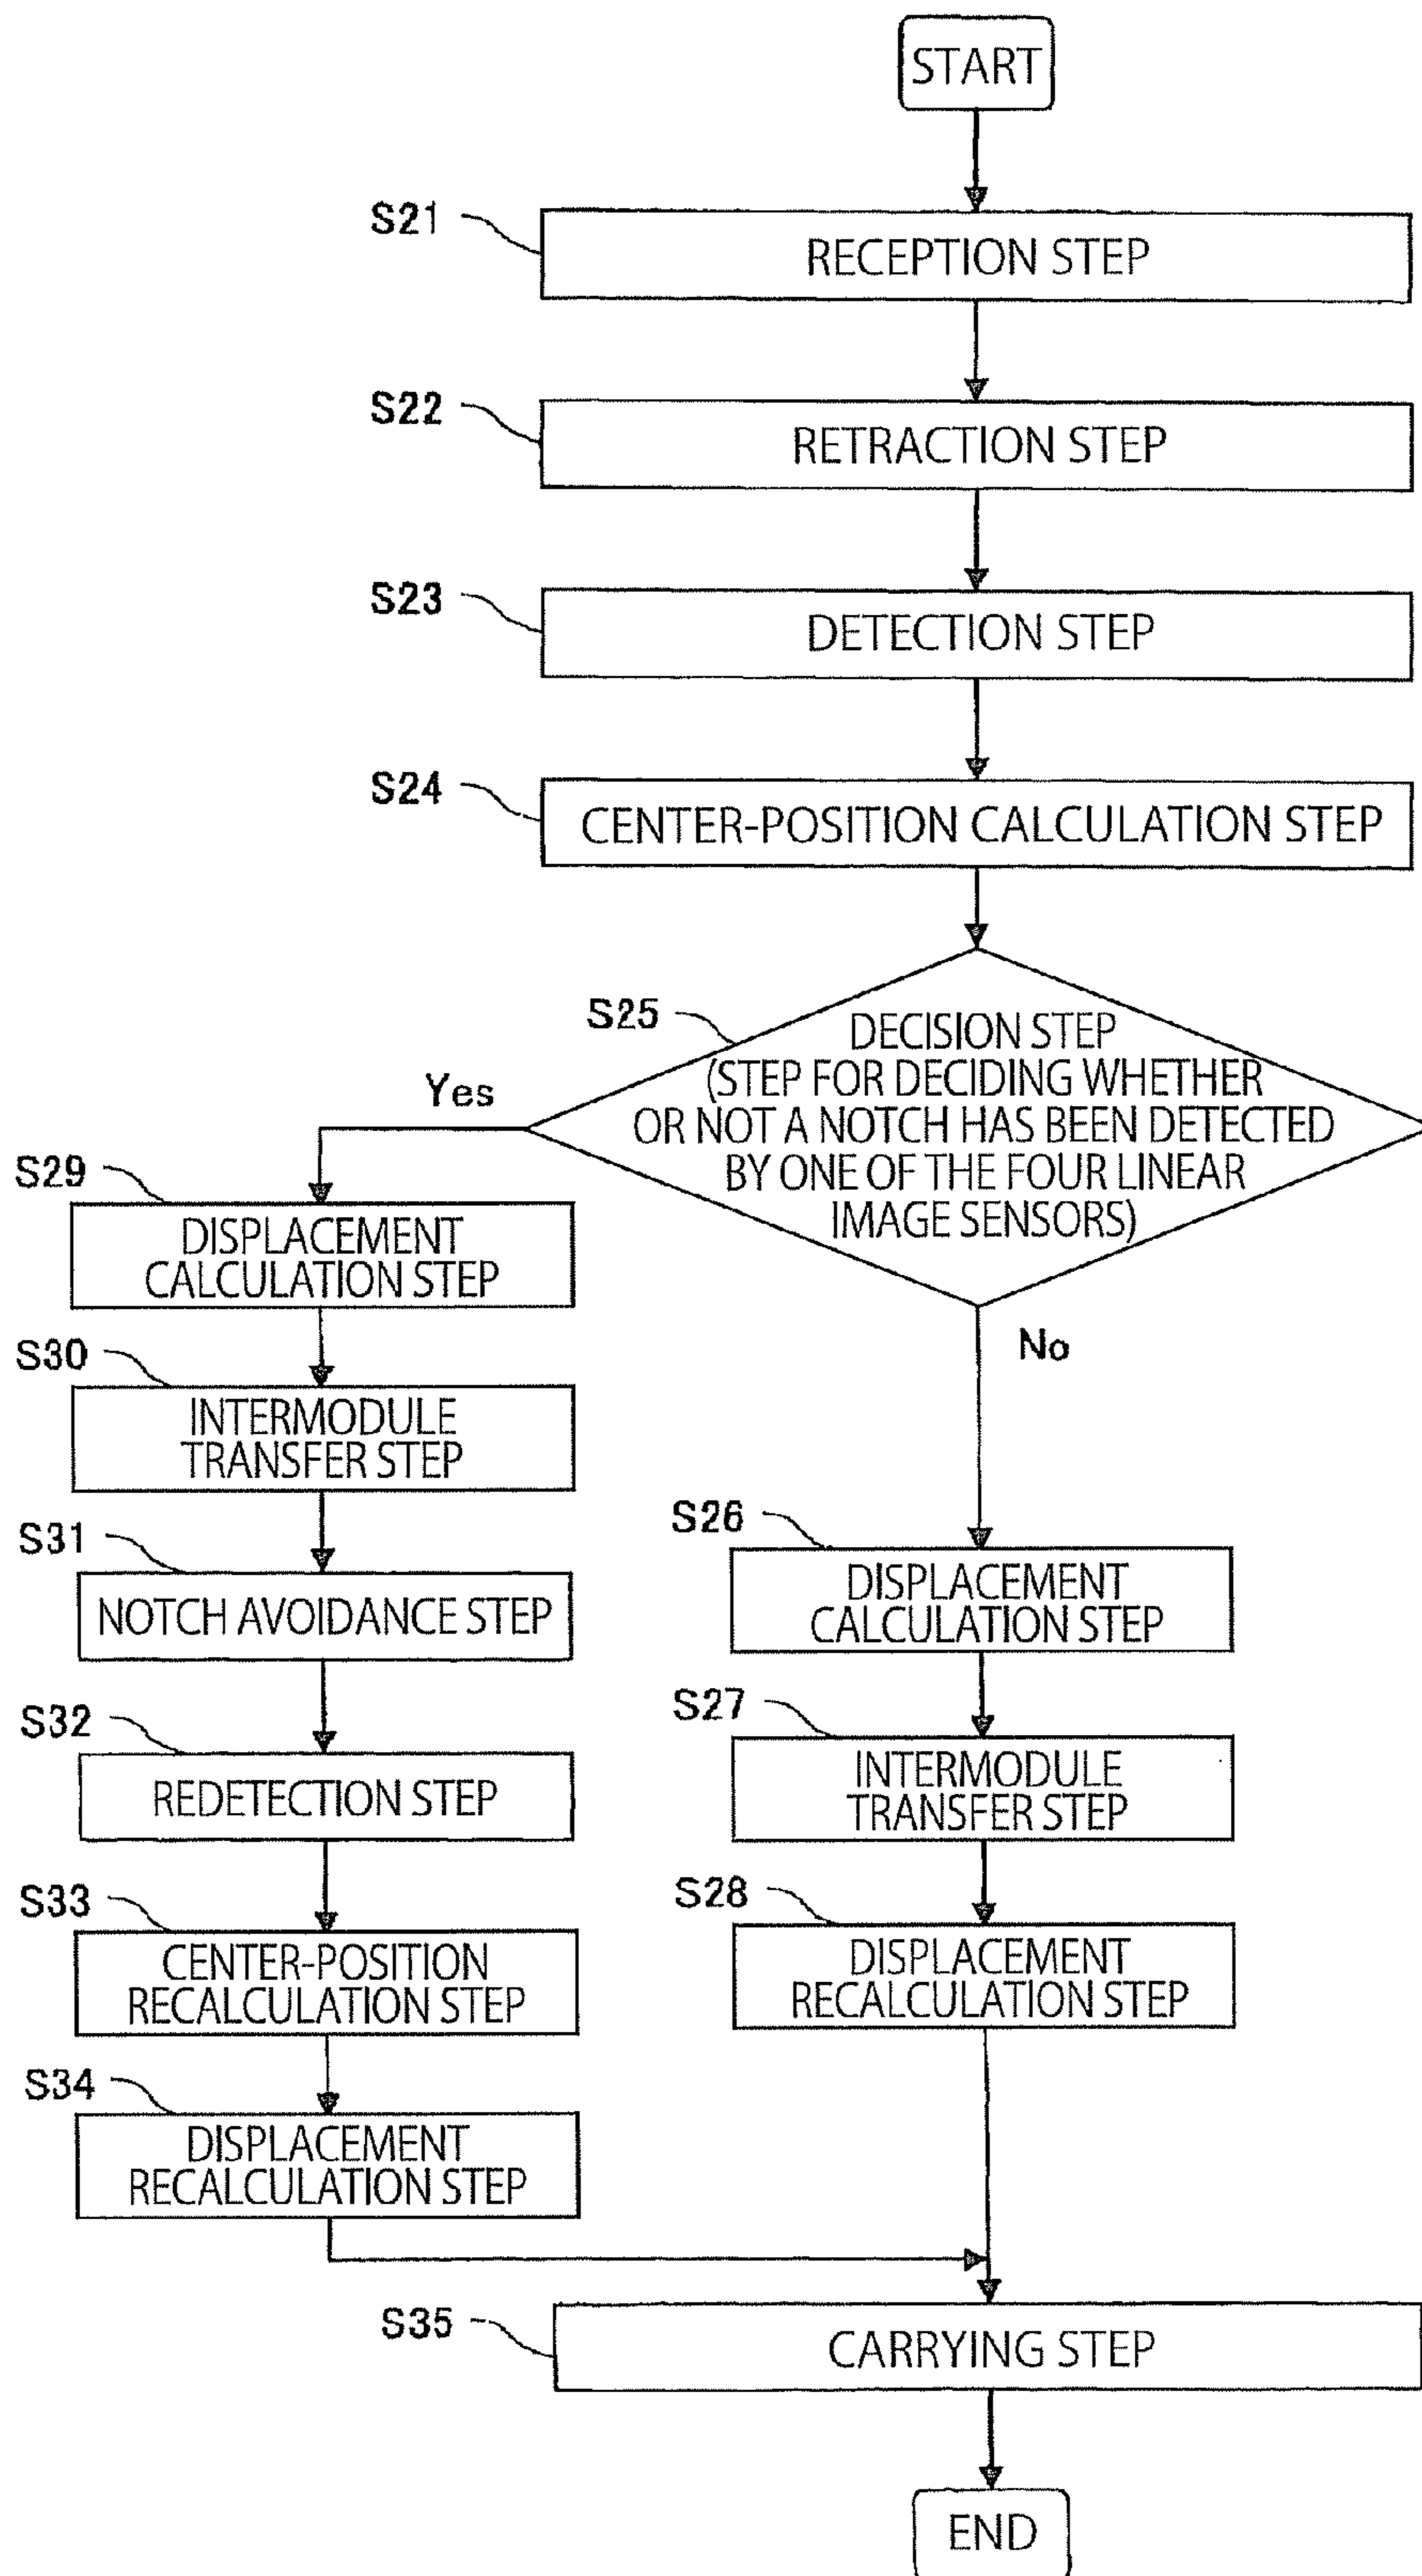 START
S21
RECEPTION STEP
S22
RETRACTION STEP
S23
DETECTION STEP
S24
CENTER-POSITION CALCULATION STEP
S25
DECISION STEP
(STEP FOR DECIDING WHETHER
OR NOT A NOTCH HAS BEEN DETECTED
BY ONE OF THE FOUR LINEAR
IMAGE SENSORS)
Yes
No
S29
DISPLACEMENT
CALCULATION STEP
S30
INTERMODULE
TRANSFER STEP
S31
NOTCH AVOIDANCE STEP
S32
REDETECTION STEP
S33
CENTER-POSITION
RECALCULATION STEP
S34
DISPLACEMENT
RECALCULATION STEP
S26
DISPLACEMENT
CALCULATION STEP
S27
INTERMODULE
TRANSFER STEP
S28
DISPLACEMENT
RECALCULATION STEP
S35
CARRYING STEP
END